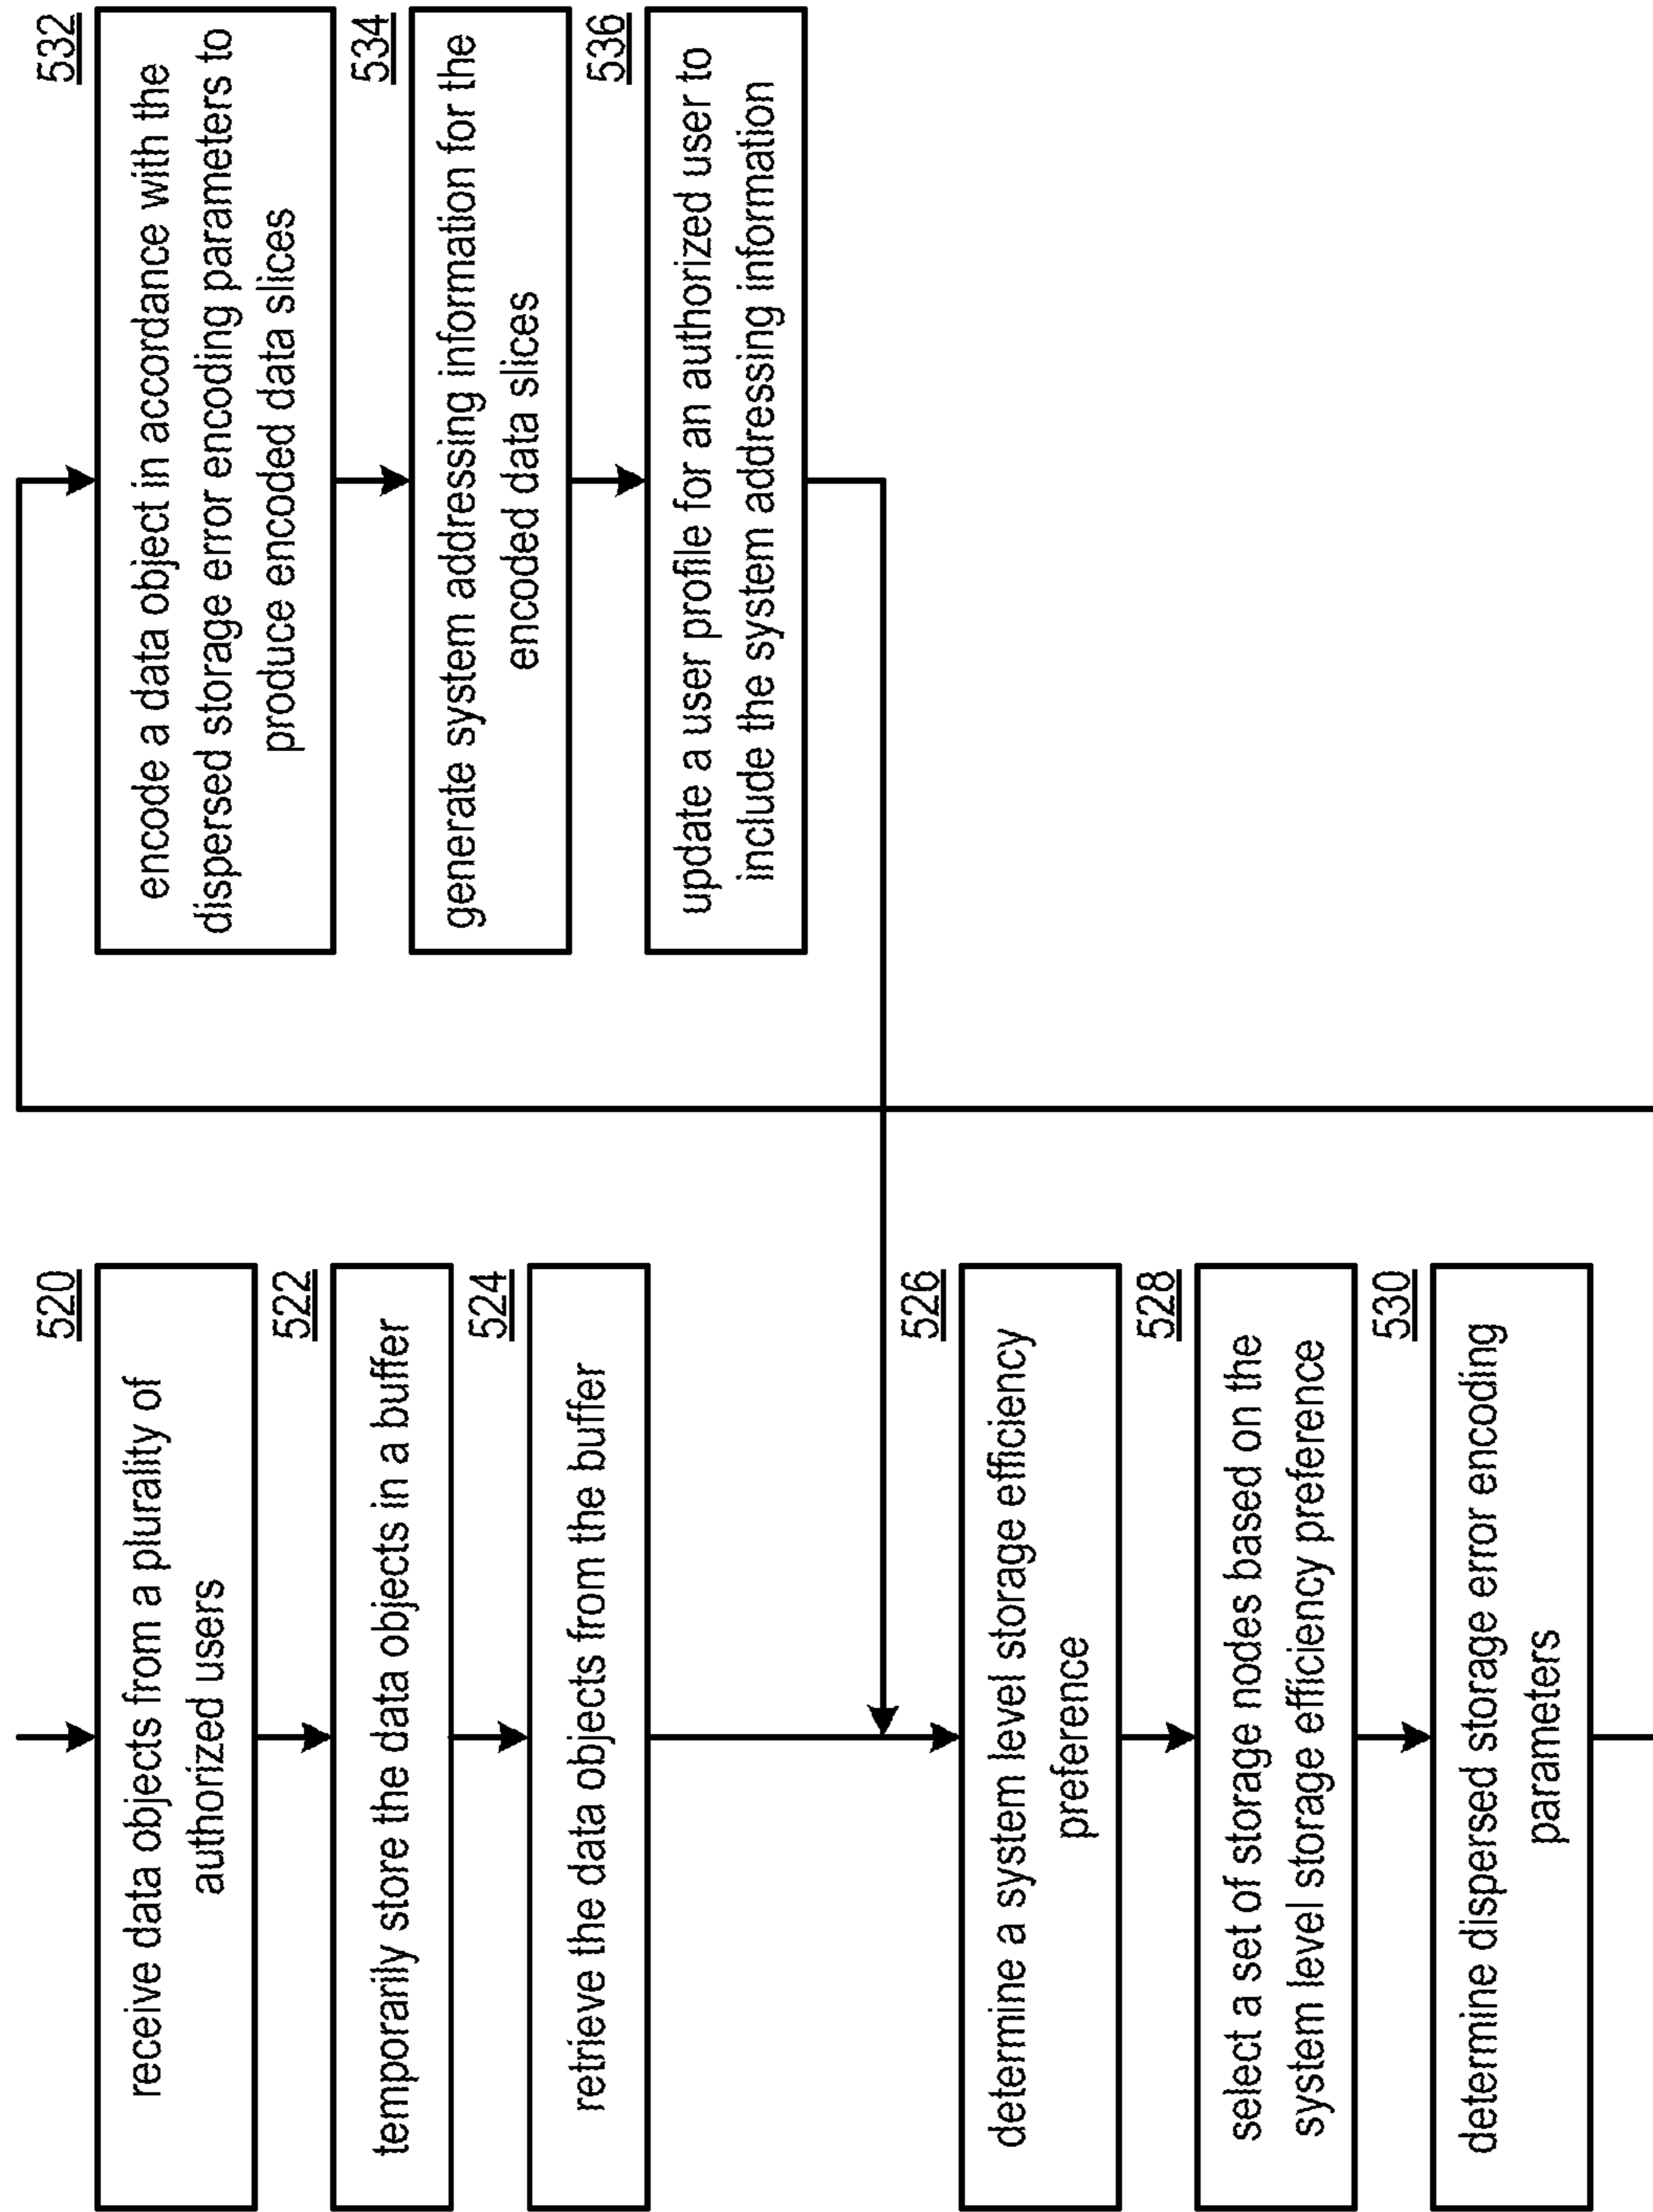 520
receive data objects from a plurality of
authorized users
522
temporarily store the data objects in a buffer
524
retrieve the data objects from the buffer
526
determine a system level storage efficiency
preference
528
select a set of storage nodes based on the
system level storage efficiency preference
530
determine dispersed storage error encoding
parameters
532
encode a data object in accordance with the
dispersed storage error encoding parameters to
produce encoded data slices
534
generate system addressing information for the
encoded data slices
536
update a user profile for an authorized user to
include the system addressing information